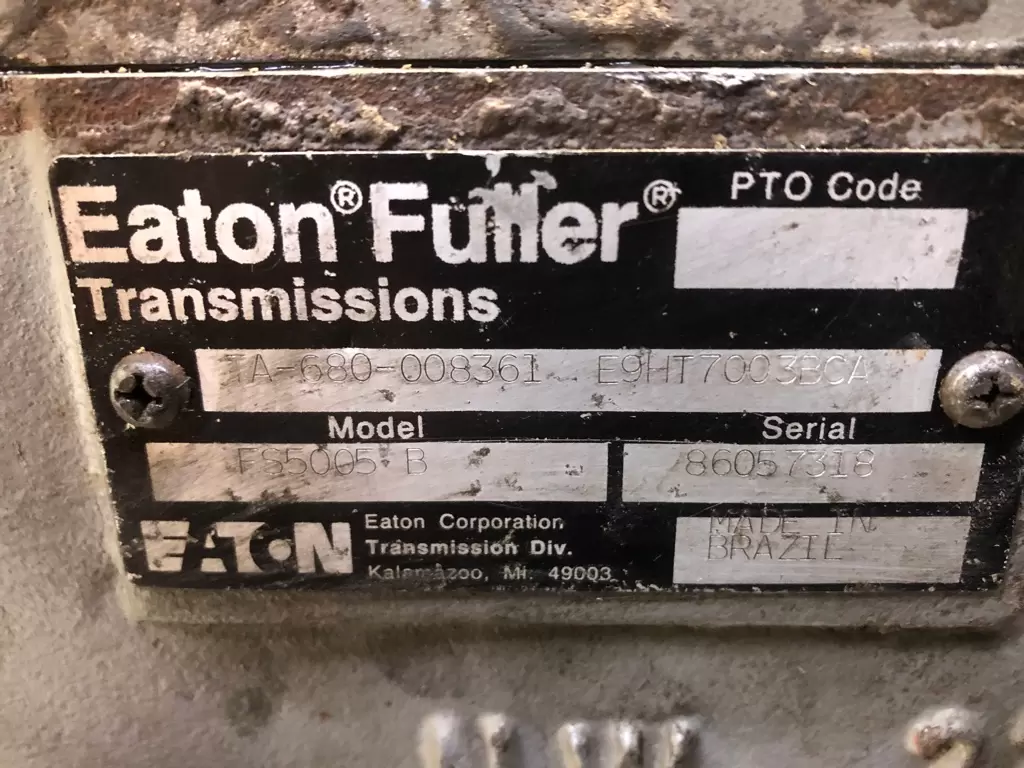 Eaton® Fuller®
Transmissions
PTO Code
TA-680-008361 E9HT7003BCA
Model
Serial
FS5005 B
86057318
EATON
Eaton Corporation
Transmission Div.
Kalamazoo, MI. 49003
MADE IN
BRAZIL